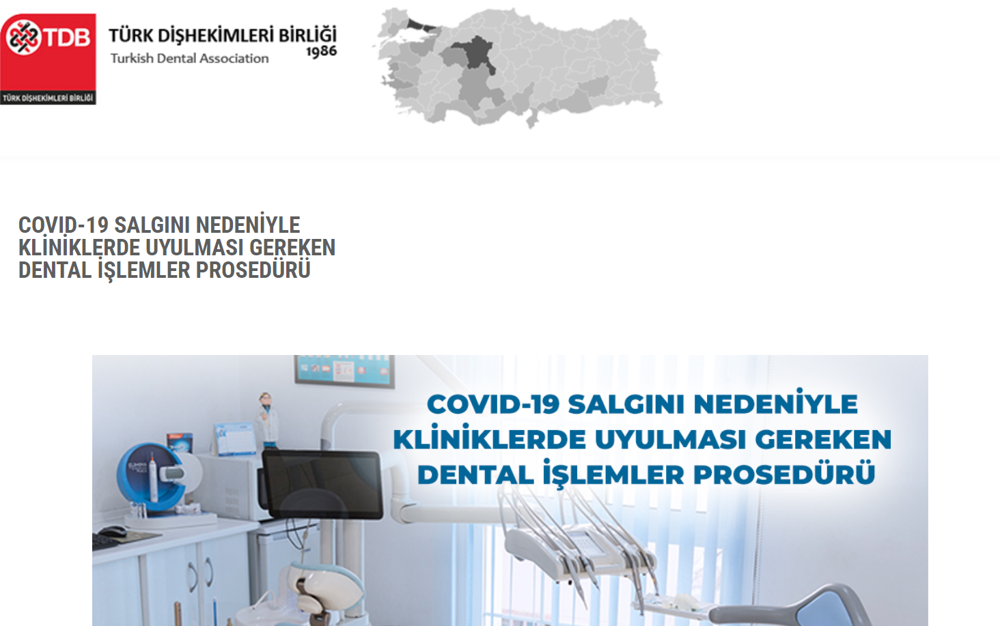 TDB
TÜRK DİŞHEKİMLERİ BİRLİĞİ
TÜRK DİŞHEKİMLERİ BİRLİĞİ
1986
Turkish Dental Association
COVID-19 SALGINI NEDENİYLE
KLİNİKLERDE UYULMASI GEREKEN
DENTAL İŞLEMLER PROSEDÜRÜ
COVID-19 SALGINI NEDENİYLE
KLİNİKLERDE UYULMASI GEREKEN
DENTAL İŞLEMLER PROSEDÜRÜ